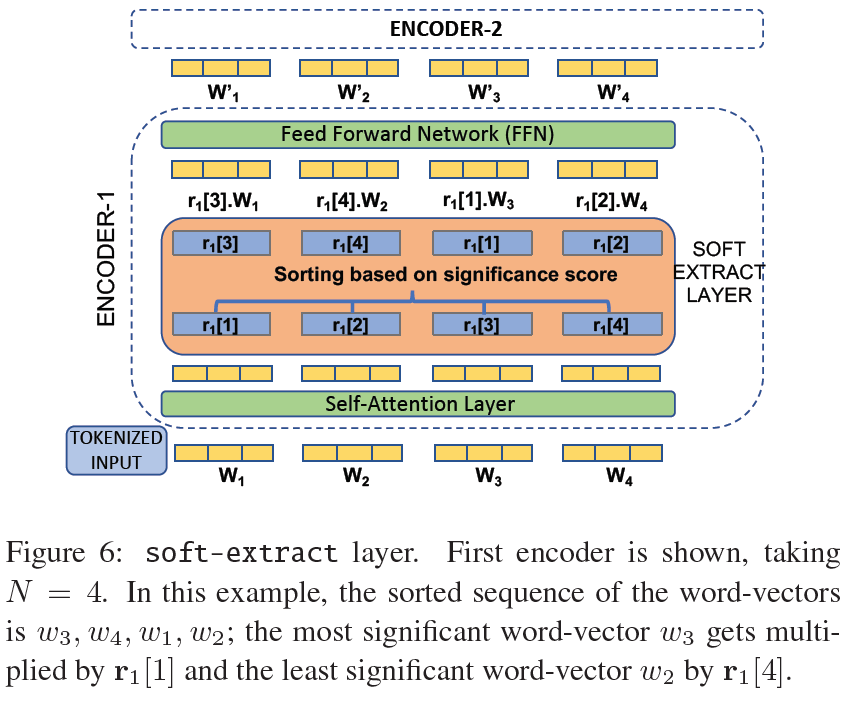 ENCODER-2
W'1 W'2 W'3 W'4
Feed Forward Network (FFN)
r1[3].W1 r1[4].W2 r1[1].W3 r1[2].W4
r1[3] r1[4] r1[1] r1[2]
Sorting based on significance score
r1[1] r1[2] r1[3] r1[4]
Self-Attention Layer
ENCODER-1
SOFT
EXTRACT
LAYER
TOKENIZED
INPUT
W1 W2 W3 W4
Figure 6: soft-extract layer. First encoder is shown, taking
N = 4. In this example, the sorted sequence of the word-vectors
is w3, w4, w1, w2; the most significant word-vector w3 gets multi-
plied by r1[1] and the least significant word-vector w2 by r1[4].